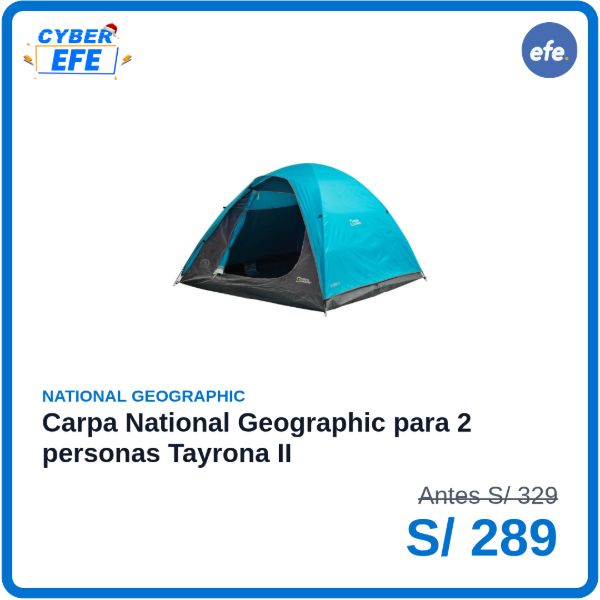 CYBER
EFE
efe.
NATIONAL GEOGRAPHIC
Carpa National Geographic para 2
personas Tayrona II
Antes S/ 329
S/ 289